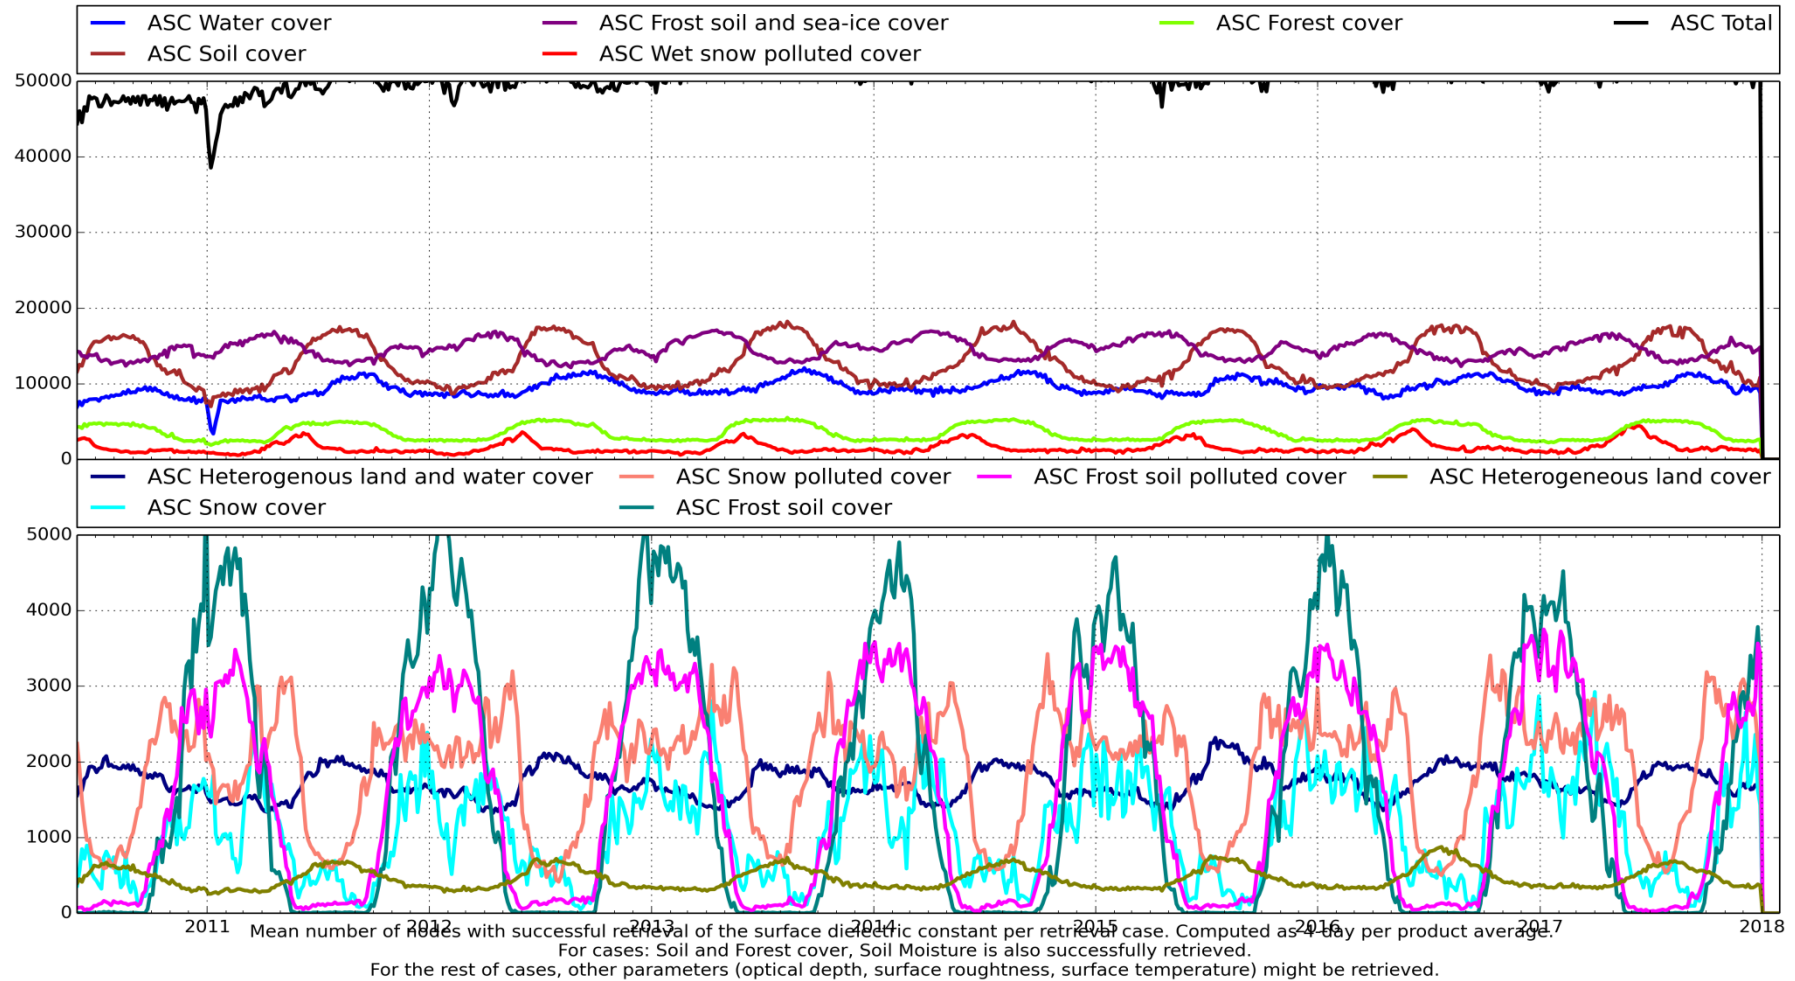 ASC Water cover ASC Frost soil and sea-ice cover ASC Forest cover ASC Total
ASC Soil cover ASC Wet snow polluted cover
50000
40000
30000
20000
10000
0
ASC Heterogenous land and water cover ASC Snow polluted cover ASC Frost soil polluted cover ASC Heterogeneous land cover
ASC Snow cover ASC Frost soil cover
5000
4000
3000
2000
1000
0
2011 2012 2013 2014 2015 2016 2017 2018
Mean number of nodes with successful retrieval of the surface dielectric constant per retrieval case. Computed as 4-day per product average.
For cases: Soil and Forest cover, Soil Moisture is also successfully retrieved.
For the rest of cases, other parameters (optical depth, surface roughtness, surface temperature) might be retrieved.